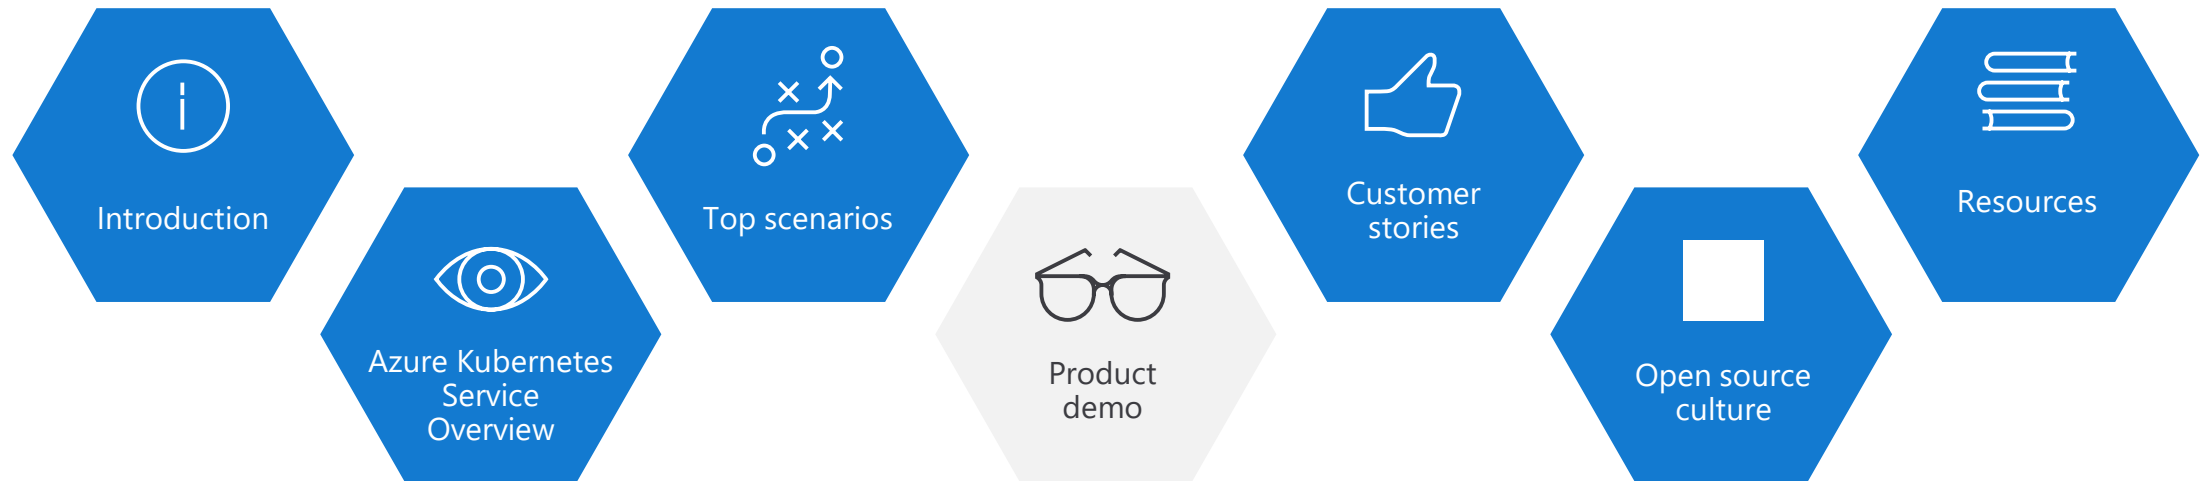 Introduction
Azure Kubernetes
Service
Overview
Top scenarios
Product
demo
Customer
stories
Open source
culture
Resources